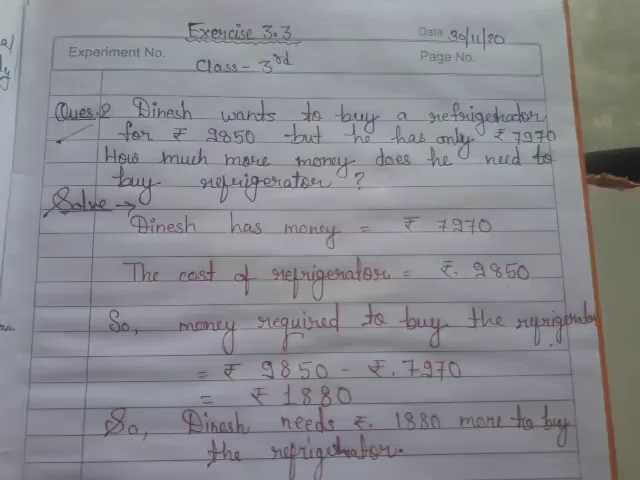 Exercise 3.3
Date 30/11/20
Experiment No.
Page No.
Class - 3rd
Ques. 2 Dinesh wants to buy a refrigerator
for ₹ 9850 but he has only ₹ 7970
How much more money does he need to
buy refrigerator ?
Solve →
Dinesh has money = ₹. 7970
The cost of refrigerator = ₹. 9850
So, money required to buy the refrigerator
= ₹ 9850 - ₹. 7970
= ₹ 1880
So, Dinesh needs ₹. 1880 more to buy
the refrigerator.